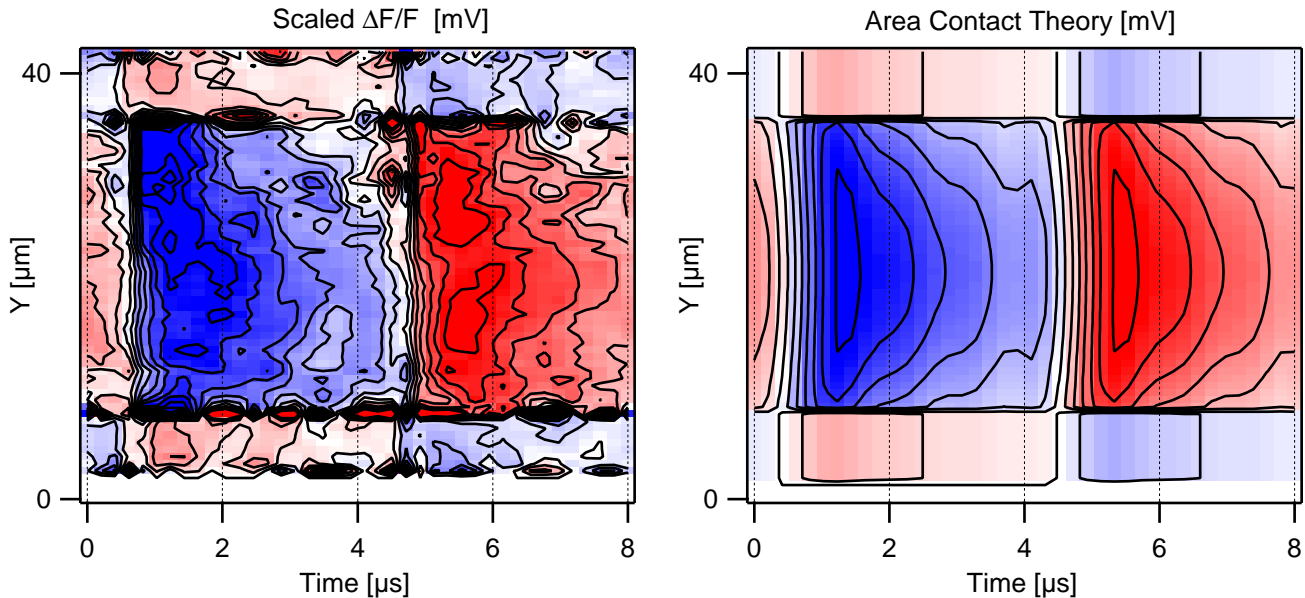 Scaled ΔF/F [mV]
40
0
Y [µm]
0 2 4 6 8
Time [µs]
Area Contact Theory [mV]
40
0
Y [µm]
0 2 4 6 8
Time [µs]